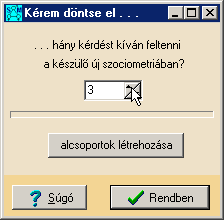 Kérem döntse el . . .
. . . hány kérdést kíván feltenni
a készülő új szociometriában?
3
alcsoportok létrehozása
? Súgó
Rendben